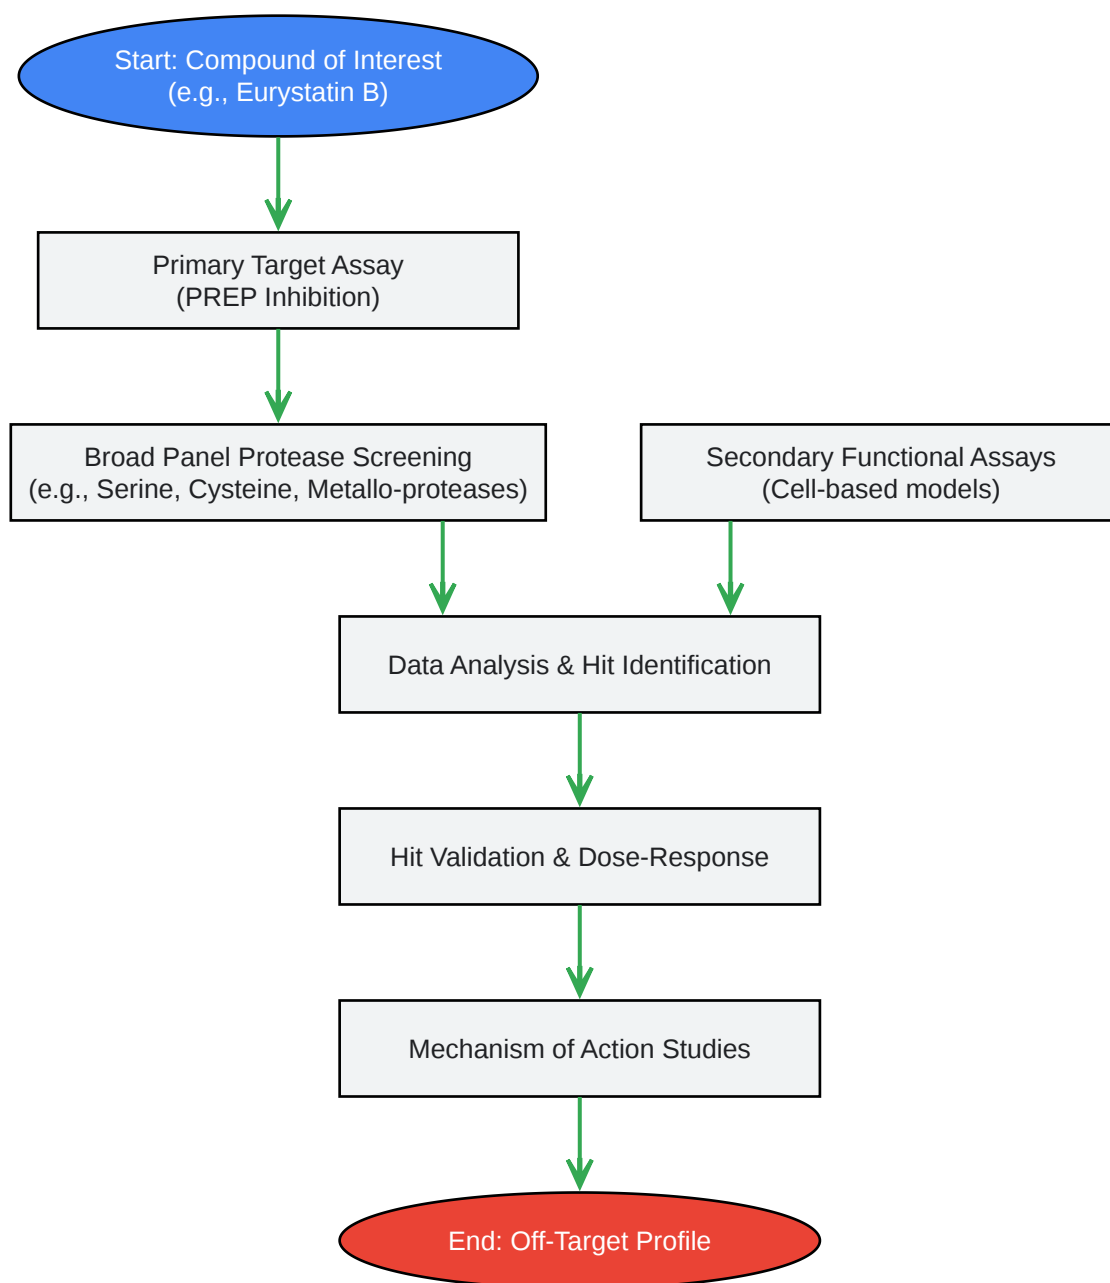 Start: Compound of Interest
(e.g., Eurystatin B)
Primary Target Assay
(PREP Inhibition)
Broad Panel Protease Screening
(e.g., Serine, Cysteine, Metallo-proteases)
Secondary Functional Assays
(Cell-based models)
Data Analysis & Hit Identification
Hit Validation & Dose-Response
Mechanism of Action Studies
End: Off-Target Profile